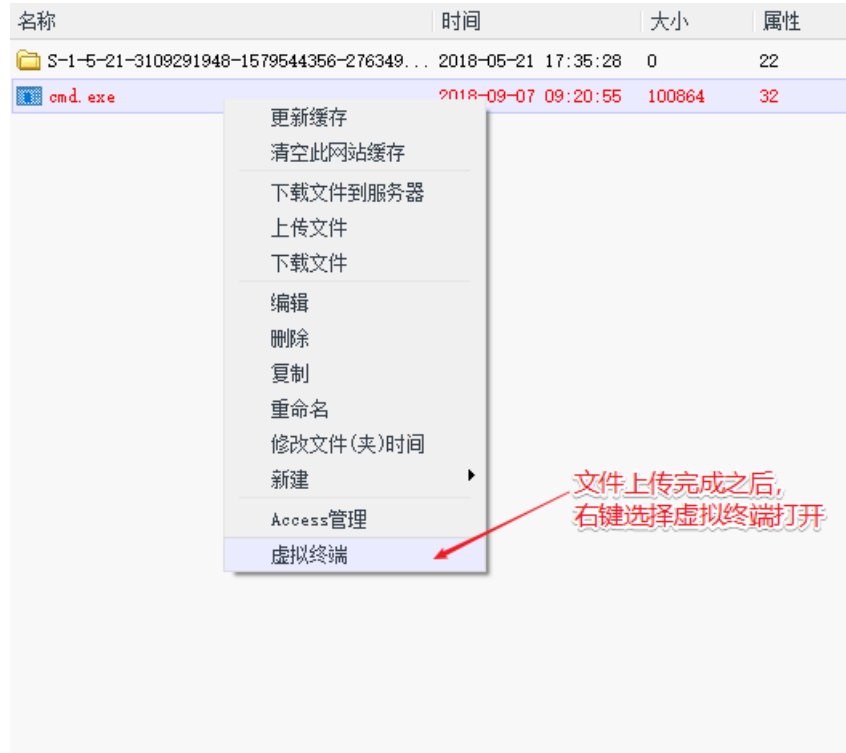 名称 时间 大小 属性
S-1-5-21-3109291948-1579544356-276349... 2018-05-21 17:35:28 0 22
cmd.exe 2018-09-07 09:20:55 100864 32
更新缓存
清空此网站缓存
下载文件到服务器
上传文件
下载文件
编辑
删除
复制
重命名
修改文件(夹)时间
新建
Access管理
虚拟终端
文件上传完成之后,
右键选择虚拟终端打开